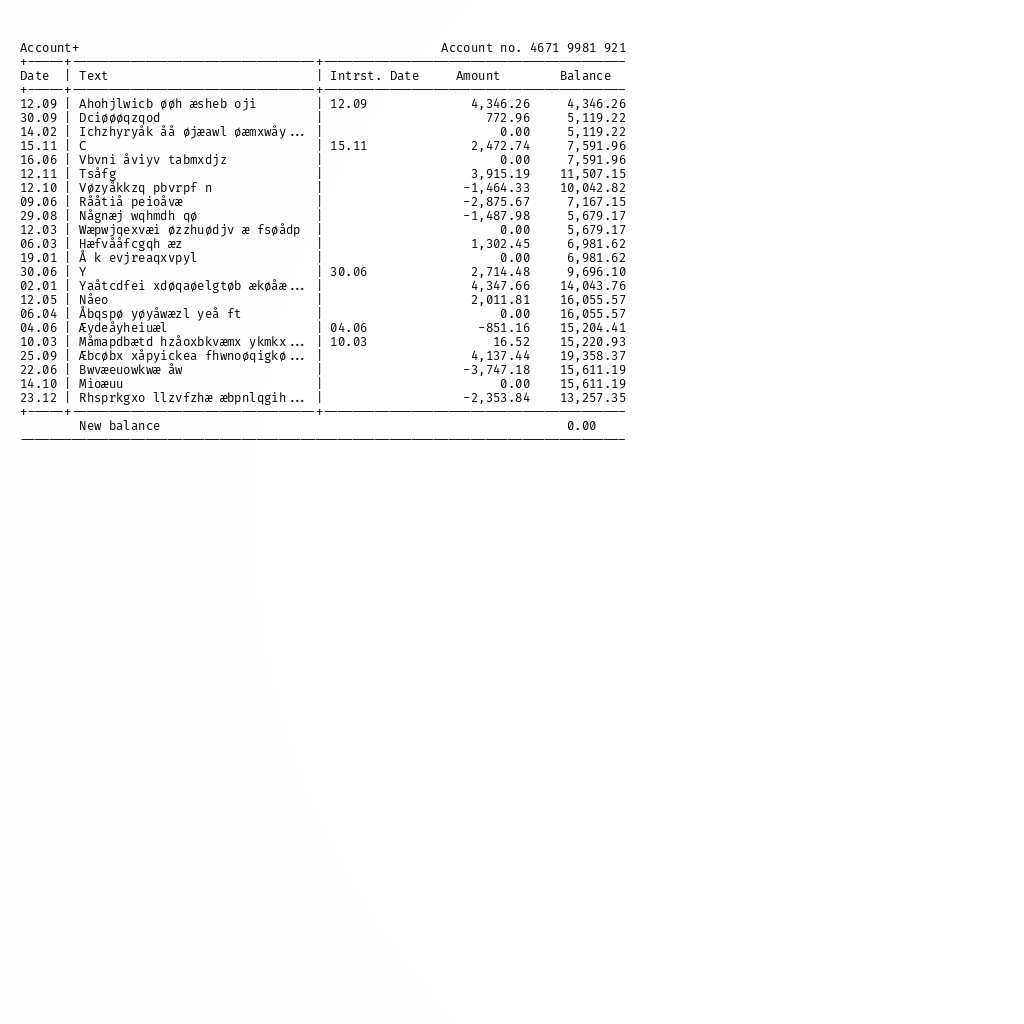 Account+ Account no. 4671 9981 921
Date | Text | Intrst. Date Amount Balance
12.09 | Ahohjlwicb øøh æsheb oji | 12.09 4,346.26 4,346.26
30.09 | Dciøøøqzqod | 772.96 5,119.22
14.02 | Ichzhyryåk åå øjæawl øæmxwåy... | 0.00 5,119.22
15.11 | C | 15.11 2,472.74 7,591.96
16.06 | Vbvni åviyv tabmxdjz | 0.00 7,591.96
12.11 | Tsåfg | 3,915.19 11,507.15
12.10 | Vøzyåkkzq pbvrpf n | -1,464.33 10,042.82
09.06 | Rååtiå peioåvæ | -2,875.67 7,167.15
29.08 | Någnæj wqhmdh qø | -1,487.98 5,679.17
12.03 | Wæpwjqexvæi øzzhuødjv æ fsøådp | 0.00 5,679.17
06.03 | Hæfvååfcgqh æz | 1,302.45 6,981.62
19.01 | Å k evjreaqxvpyl | 0.00 6,981.62
30.06 | Y | 30.06 2,714.48 9,696.10
02.01 | Yaåtcdfei xdøqaøelgtøb ækøåæ... | 4,347.66 14,043.76
12.05 | Nåeo | 2,011.81 16,055.57
06.04 | Åbqspø yøyåwæzl yeå ft | 0.00 16,055.57
04.06 | Æydeåyheiuæl | 04.06 -851.16 15,204.41
10.03 | Måmapdbætd hzåoxbkvæmx ykmkx... | 10.03 16.52 15,220.93
25.09 | Æbcøbx xåpyickea fhwnoøqigkø... | 4,137.44 19,358.37
22.06 | Bwvæeuowkwæ åw | -3,747.18 15,611.19
14.10 | Mioæuu | 0.00 15,611.19
23.12 | Rhsprkgxo llzvfzhæ æbpnlqgih... | -2,353.84 13,257.35
New balance 0.00